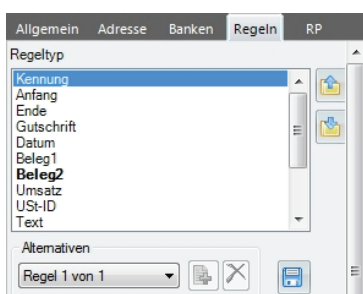 Allgemein Adresse Banken Regeln RP
Regeltyp
Kennung
Anfang
Ende
Gutschrift
Datum
Beleg1
Beleg2
Umsatz
USt-ID
Text
Alternativen
Regel 1 von 1